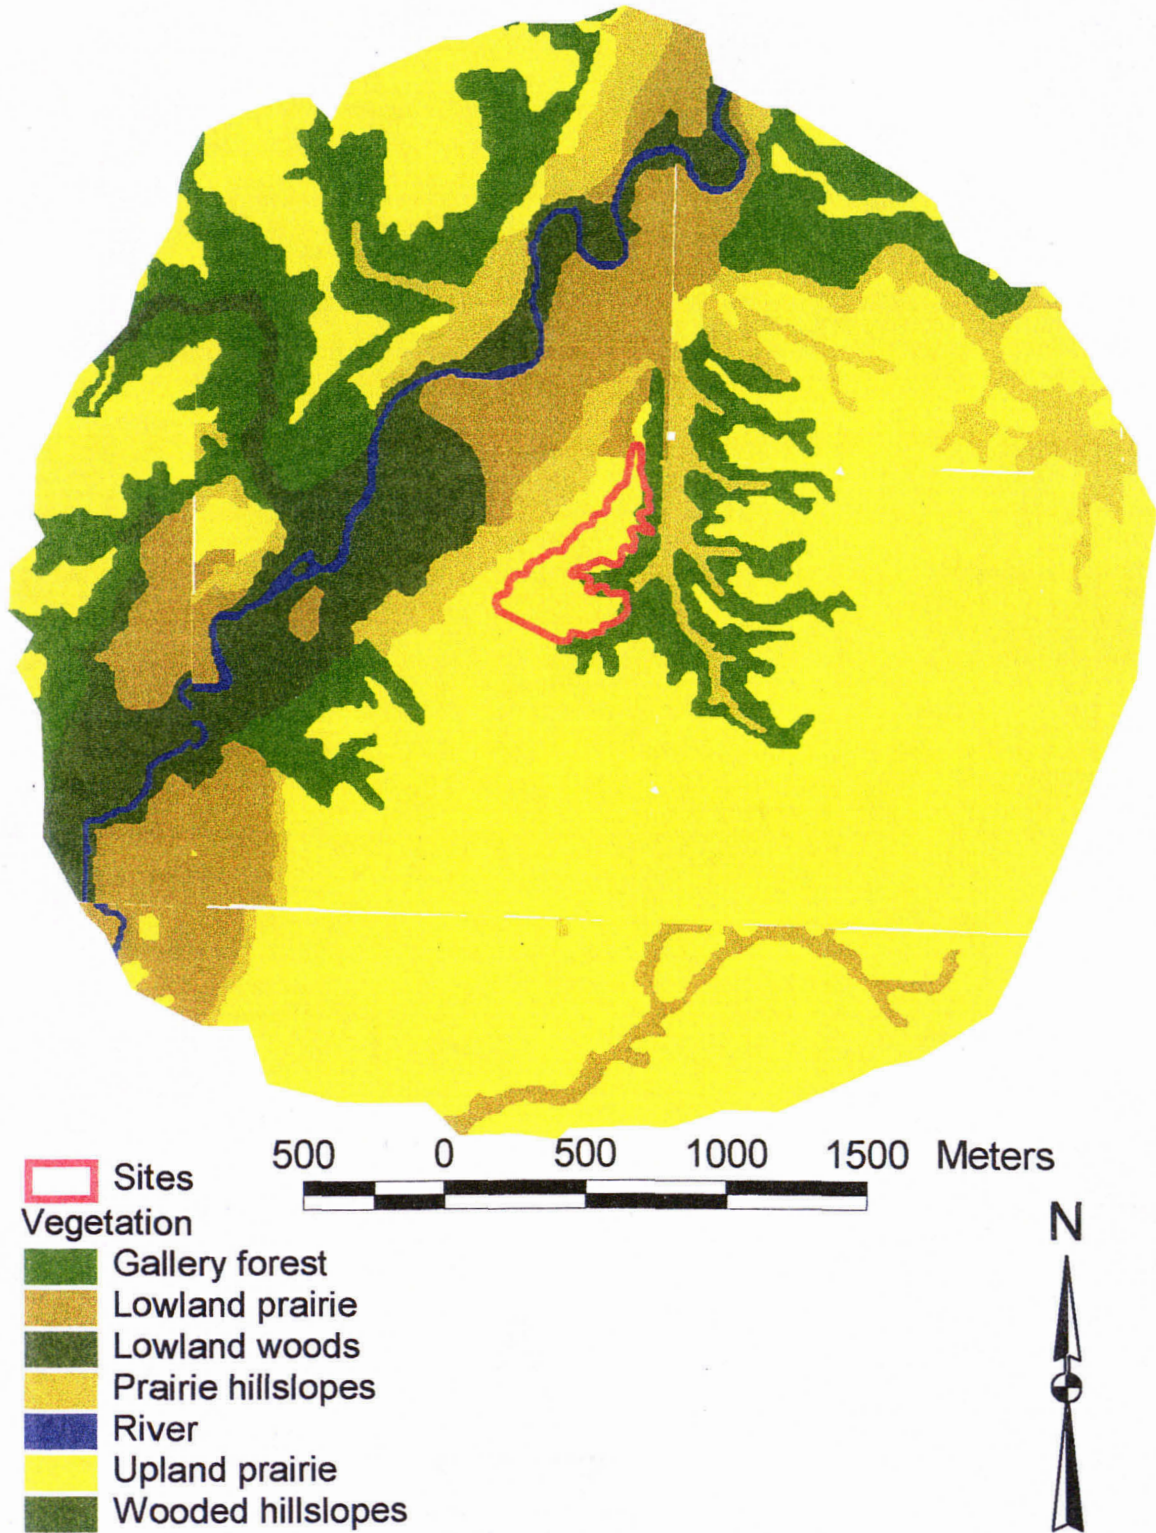 500 0 500 1000 1500 Meters
Sites
Vegetation
N
Gallery forest
Lowland prairie
Lowland woods
Prairie hillslopes
River
Upland prairie
Wooded hillslopes